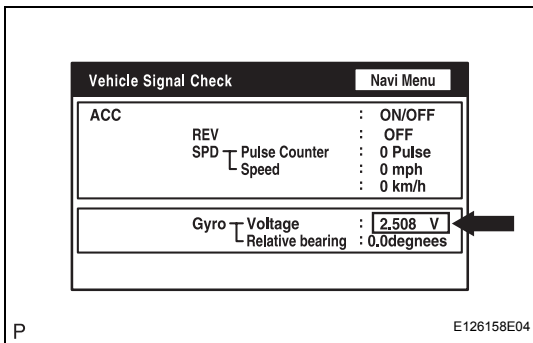 Vehicle Signal Check Navi Menu
ACC : ON/OFF
REV : OFF
SPD Pulse Counter : 0 Pulse
Speed : 0 mph
: 0 km/h
Gyro Voltage : 2.508 V
Relative bearing : 0.0degnees
P E126158E04